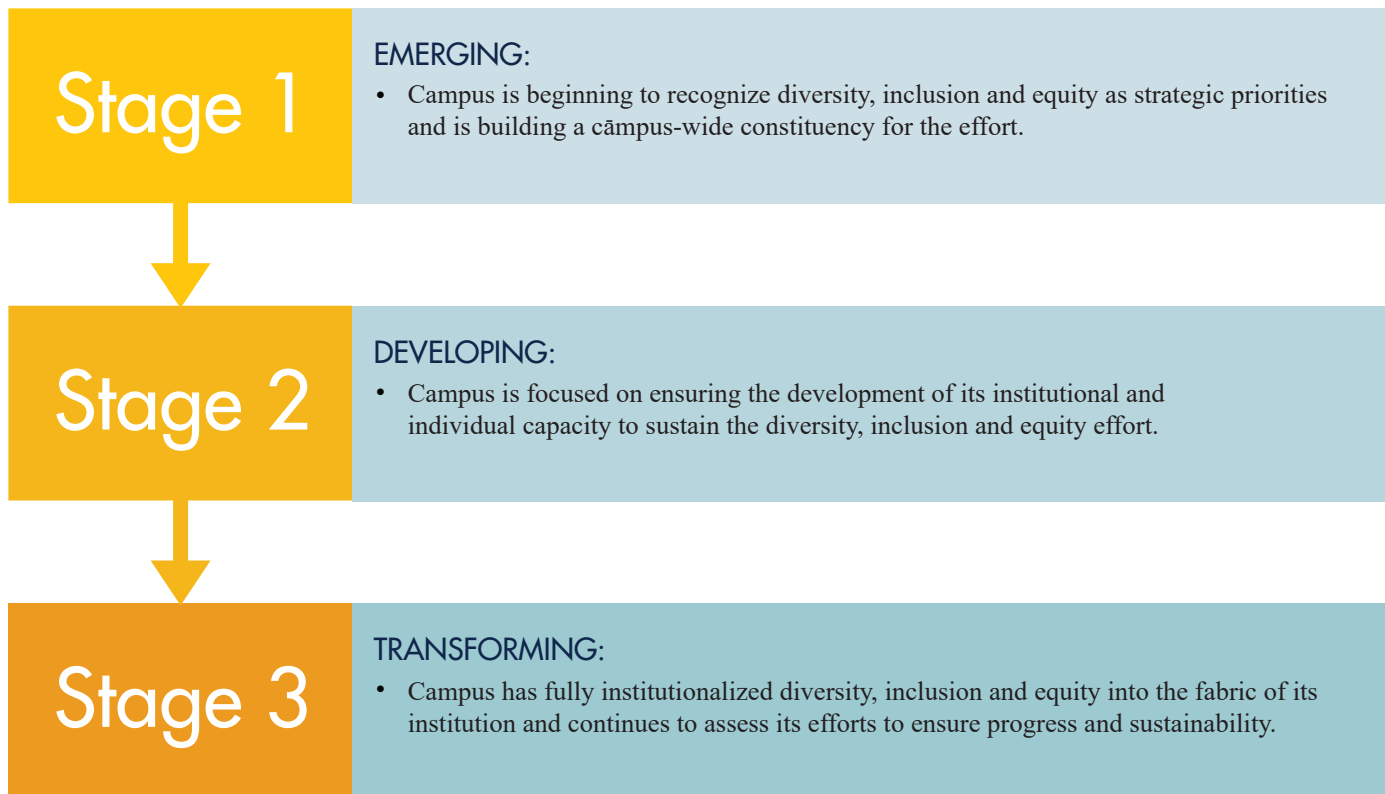 Stage 1
EMERGING:
• Campus is beginning to recognize diversity, inclusion and equity as strategic priorities
and is building a cāmpus-wide constituency for the effort.
Stage 2
DEVELOPING:
• Campus is focused on ensuring the development of its institutional and
individual capacity to sustain the diversity, inclusion and equity effort.
Stage 3
TRANSFORMING:
• Campus has fully institutionalized diversity, inclusion and equity into the fabric of its
institution and continues to assess its efforts to ensure progress and sustainability.